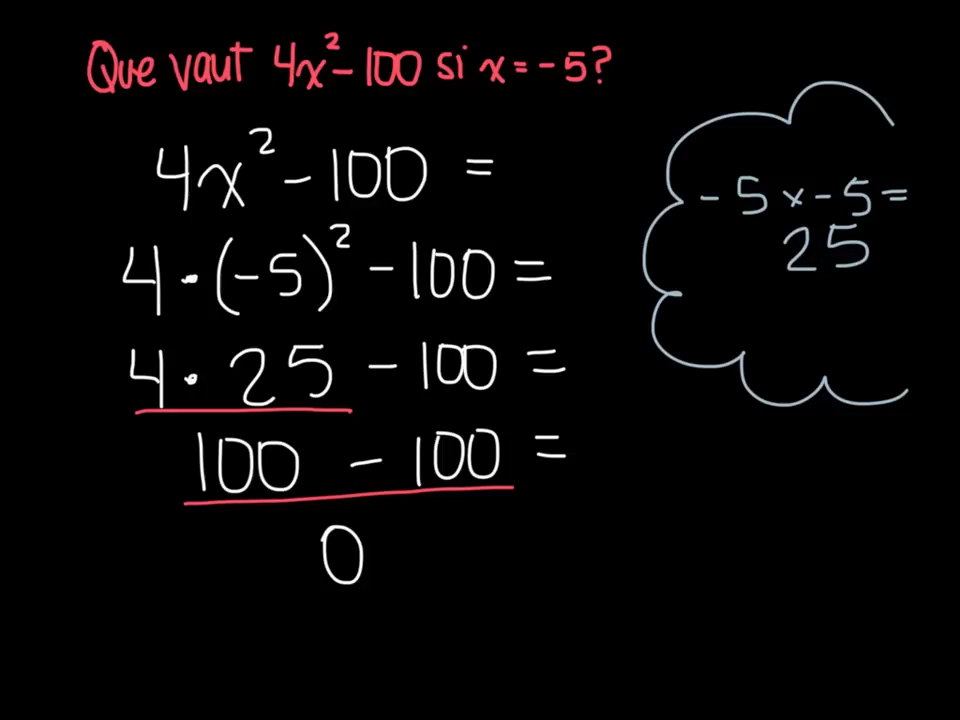 Que vaut 4x² - 100 si x = -5?
4x² - 100 =
4 · (-5)² - 100 =
4 · 25 - 100 =
100 - 100 =
0
-5 x -5 =
25